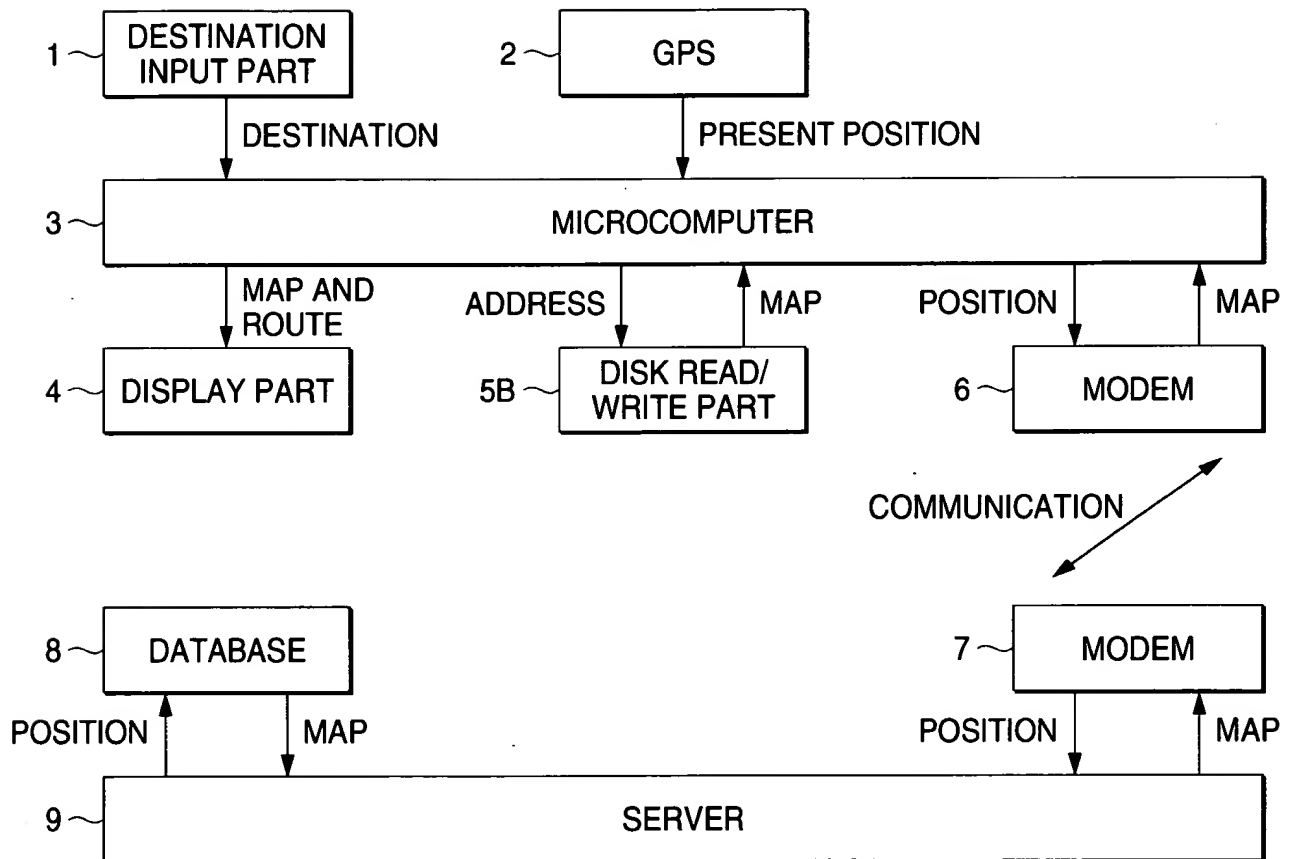 1
DESTINATION
INPUT PART
2
GPS
DESTINATION
PRESENT POSITION
3
MICROCOMPUTER
MAP AND
ROUTE
ADDRESS
MAP
POSITION
MAP
4
DISPLAY PART
5B
DISK READ/
WRITE PART
6
MODEM
COMMUNICATION
8
DATABASE
7
MODEM
POSITION
MAP
POSITION
MAP
9
SERVER